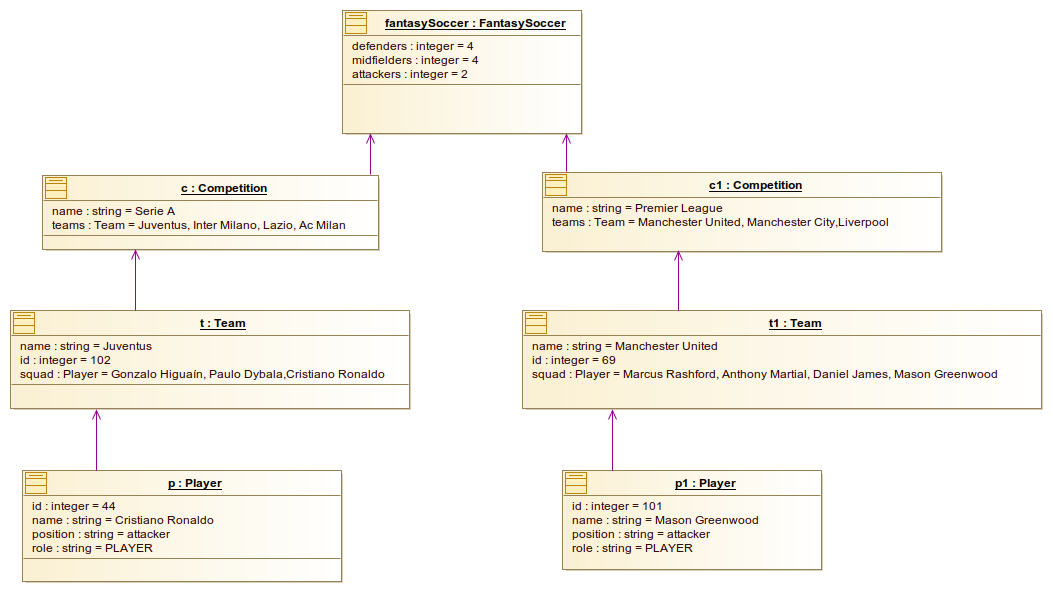 fantasySoccer : FantasySoccer
defenders : integer = 4
midfielders : integer = 4
attackers : integer = 2
c : Competition
name : string = Serie A
teams : Team = Juventus, Inter Milano, Lazio, Ac Milan
c1 : Competition
name : string = Premier League
teams : Team = Manchester United, Manchester City,Liverpool
t : Team
name : string = Juventus
id : integer = 102
squad : Player = Gonzalo Higuaín, Paulo Dybala,Cristiano Ronaldo
t1 : Team
name : string = Manchester United
id : integer = 69
squad : Player = Marcus Rashford, Anthony Martial, Daniel James, Mason Greenwood
p : Player
id : integer = 44
name : string = Cristiano Ronaldo
position : string = attacker
role : string = PLAYER
p1 : Player
id : integer = 101
name : string = Mason Greenwood
position : string = attacker
role : string = PLAYER